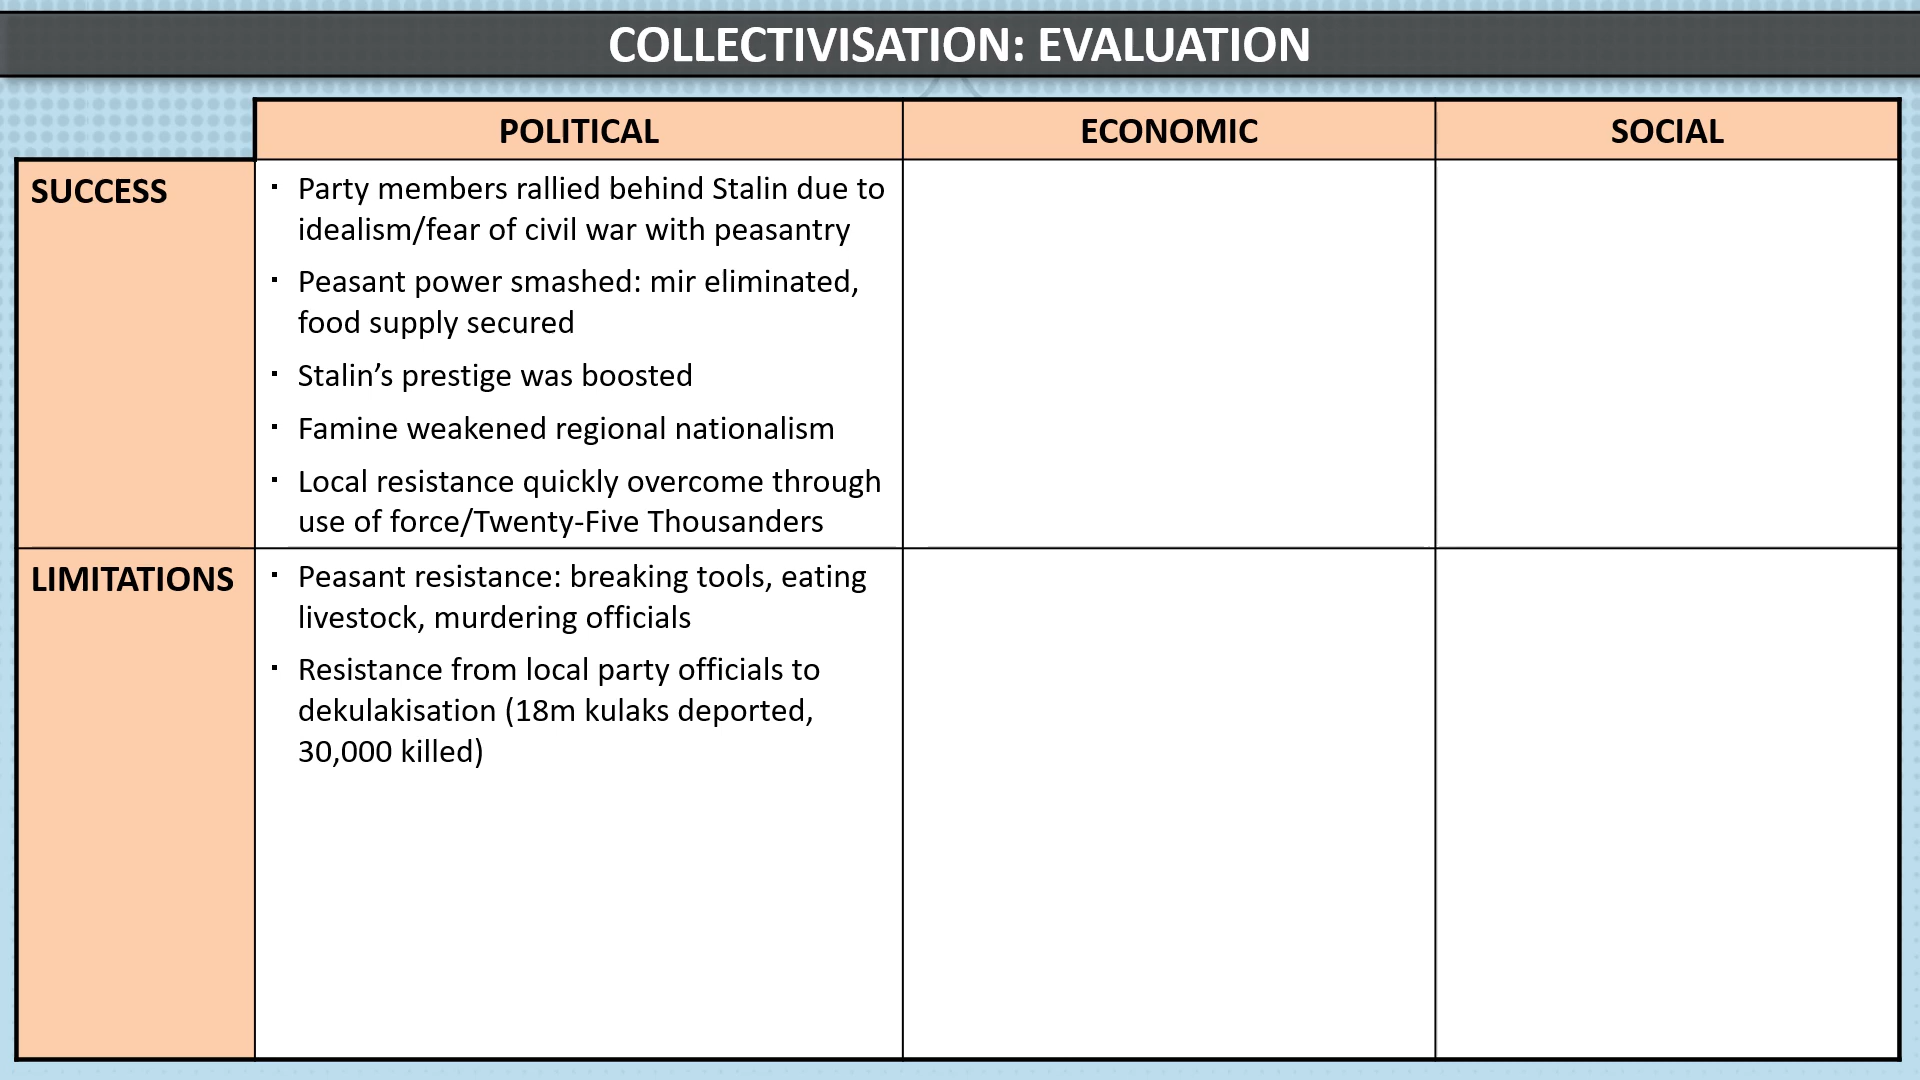 COLLECTIVISATION: EVALUATION
POLITICAL
ECONOMIC
SOCIAL
SUCCESS
▪ Party members rallied behind Stalin due to
idealism/fear of civil war with peasantry
▪ Peasant power smashed: mir eliminated,
food supply secured
▪ Stalin’s prestige was boosted
▪ Famine weakened regional nationalism
▪ Local resistance quickly overcome through
use of force/Twenty-Five Thousanders
LIMITATIONS
▪ Peasant resistance: breaking tools, eating
livestock, murdering officials
▪ Resistance from local party officials to
dekulakisation (18m kulaks deported,
30,000 killed)